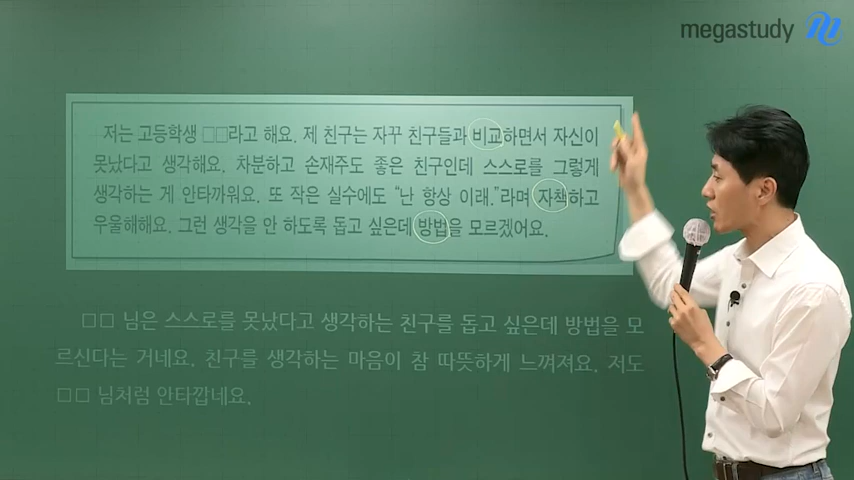 megastudy
저는 고등학생 □□라고 해요. 제 친구는 자꾸 친구들과 비교하면서 자신이
못났다고 생각해요. 차분하고 손재주도 좋은 친구인데 스스로를 그렇게
생각하는 게 안타까워요. 또 작은 실수에도 “난 항상 이래.”라며 자책하고
우울해해요. 그런 생각을 안 하도록 돕고 싶은데 방법을 모르겠어요.
□□ 님은 스스로를 못났다고 생각하는 친구를 돕고 싶은데 방법을 모
르신다는 거네요. 친구를 생각하는 마음이 참 따뜻하게 느껴져요. 저도
□□ 님처럼 안타깝네요.